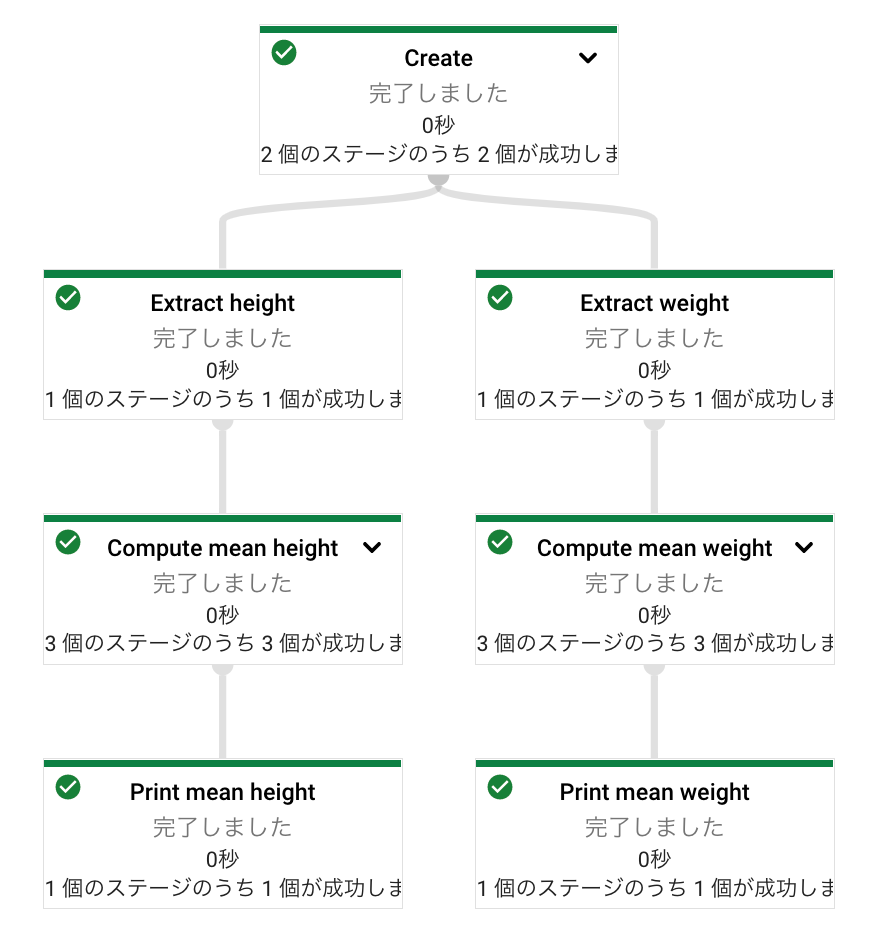 Create
完了しました
0秒
2 個のステージのうち 2 個が成功しま
Extract height
完了しました
0秒
1 個のステージのうち 1 個が成功しま
Extract weight
完了しました
0秒
1 個のステージのうち 1 個が成功しま
Compute mean height
完了しました
0秒
3 個のステージのうち 3 個が成功しま
Compute mean weight
完了しました
0秒
3 個のステージのうち 3 個が成功しま
Print mean height
完了しました
0秒
1 個のステージのうち 1 個が成功しま
Print mean weight
完了しました
0秒
1 個のステージのうち 1 個が成功しま